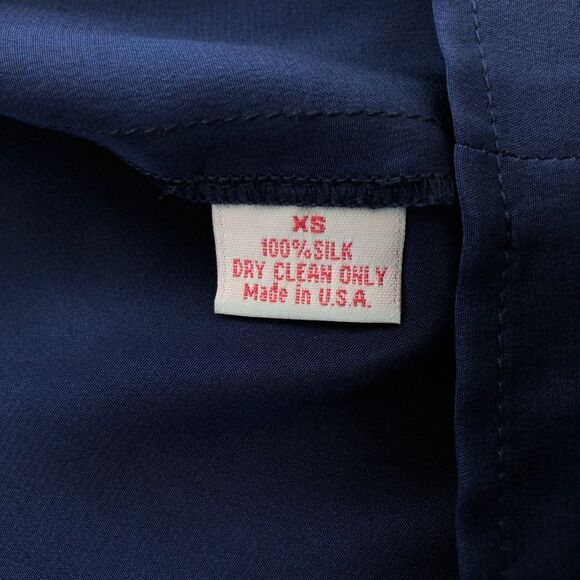 XS
100%SILK
DRY CLEAN ONLY
Made in U.S.A.